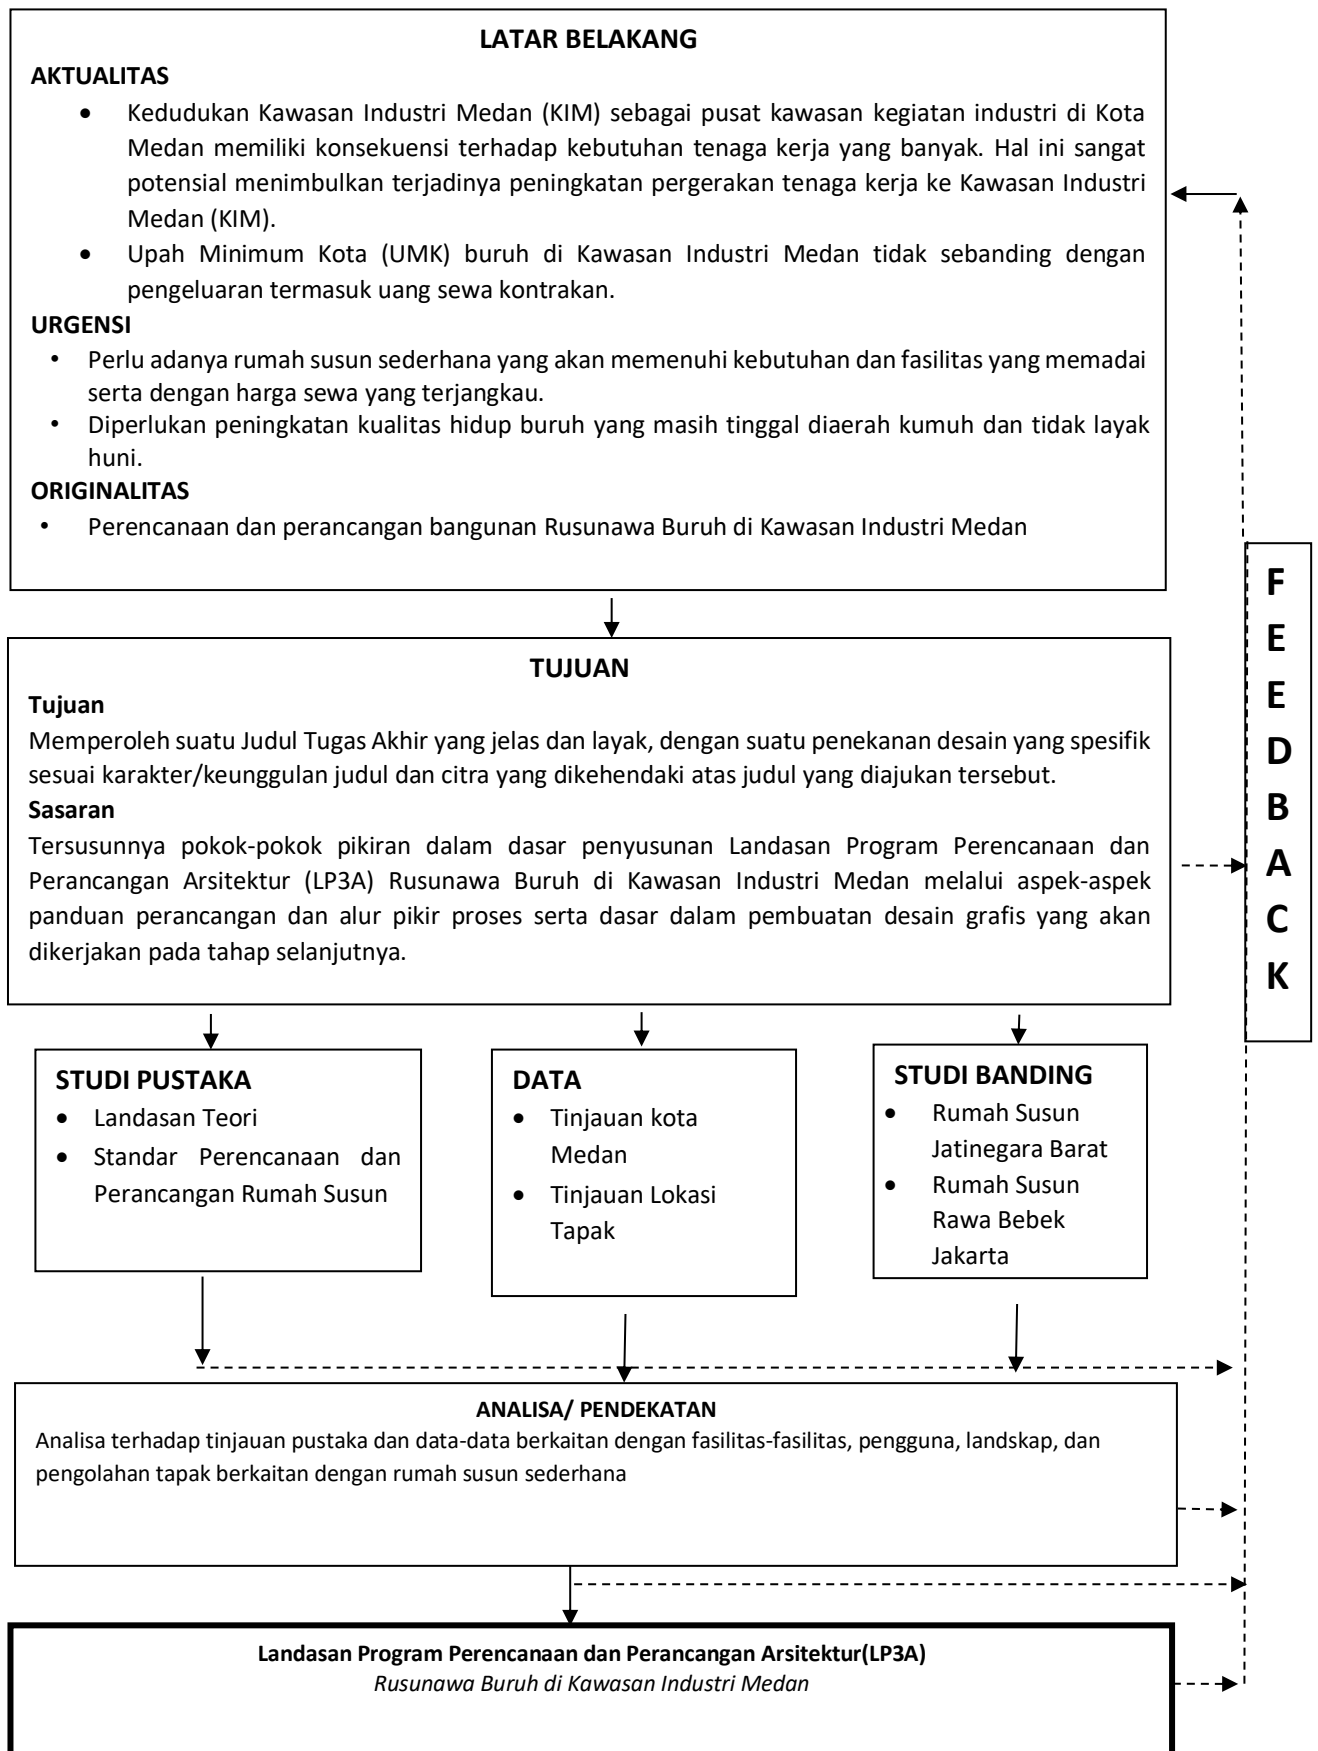 LATAR BELAKANG
AKTUALITAS
• Kedudukan Kawasan Industri Medan (KIM) sebagai pusat kawasan kegiatan industri di Kota
Medan memiliki konsekuensi terhadap kebutuhan tenaga kerja yang banyak. Hal ini sangat
potensial menimbulkan terjadinya peningkatan pergerakan tenaga kerja ke Kawasan Industri
Medan (KIM).
• Upah Minimum Kota (UMK) buruh di Kawasan Industri Medan tidak sebanding dengan
pengeluaran termasuk uang sewa kontrakan.
URGENSI
• Perlu adanya rumah susun sederhana yang akan memenuhi kebutuhan dan fasilitas yang memadai
serta dengan harga sewa yang terjangkau.
• Diperlukan peningkatan kualitas hidup buruh yang masih tinggal diaerah kumuh dan tidak layak
huni.
ORIGINALITAS
• Perencanaan dan perancangan bangunan Rusunawa Buruh di Kawasan Industri Medan
TUJUAN
Tujuan
Memperoleh suatu Judul Tugas Akhir yang jelas dan layak, dengan suatu penekanan desain yang spesifik
sesuai karakter/keunggulan judul dan citra yang dikehendaki atas judul yang diajukan tersebut.
Sasaran
Tersusunnya pokok-pokok pikiran dalam dasar penyusunan Landasan Program Perencanaan dan
Perancangan Arsitektur (LP3A) Rusunawa Buruh di Kawasan Industri Medan melalui aspek-aspek
panduan perancangan dan alur pikir proses serta dasar dalam pembuatan desain grafis yang akan
dikerjakan pada tahap selanjutnya.
F
E
E
D
B
A
C
K
STUDI PUSTAKA
• Landasan Teori
• Standar Perencanaan dan
Perancangan Rumah Susun
DATA
• Tinjauan kota
Medan
• Tinjauan Lokasi
Tapak
STUDI BANDING
• Rumah Susun
Jatinegara Barat
• Rumah Susun
Rawa Bebek
Jakarta
ANALISA/ PENDEKATAN
Analisa terhadap tinjauan pustaka dan data-data berkaitan dengan fasilitas-fasilitas, pengguna, landskap, dan
pengolahan tapak berkaitan dengan rumah susun sederhana
Landasan Program Perencanaan dan Perancangan Arsitektur(LP3A)
Rusunawa Buruh di Kawasan Industri Medan